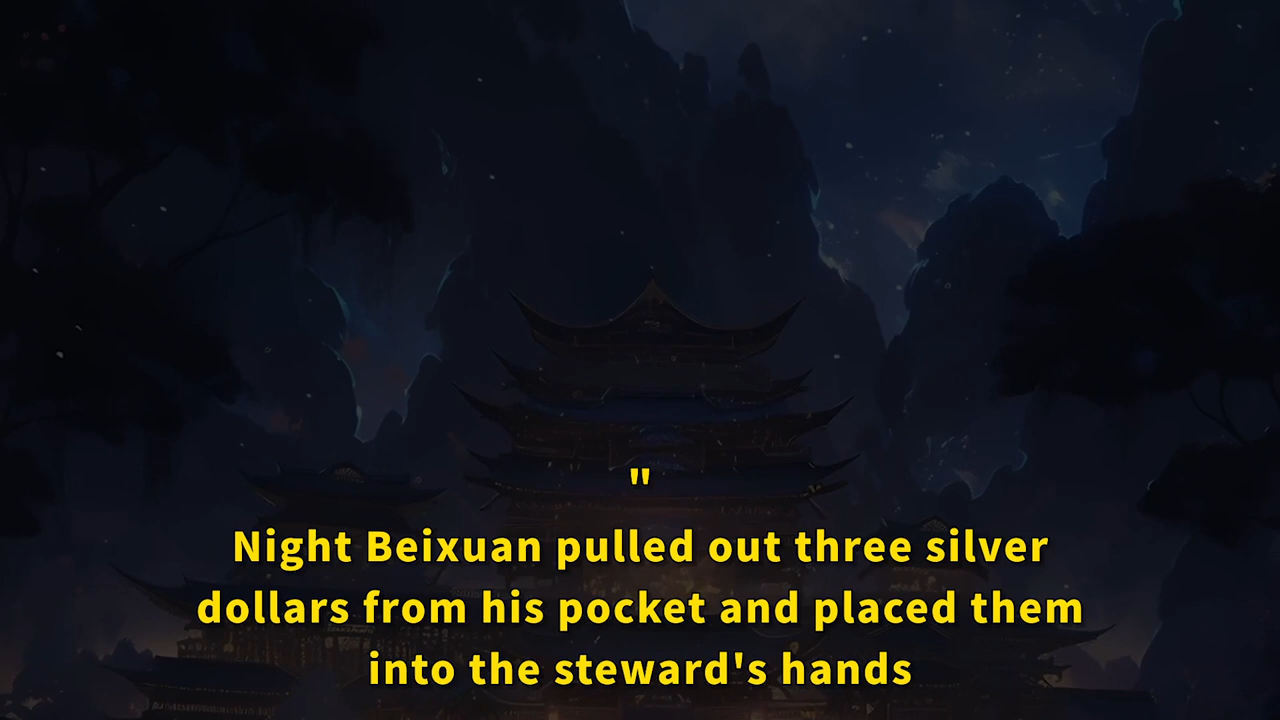 "
Night Beixuan pulled out three silver
dollars from his pocket and placed them
into the steward's hands